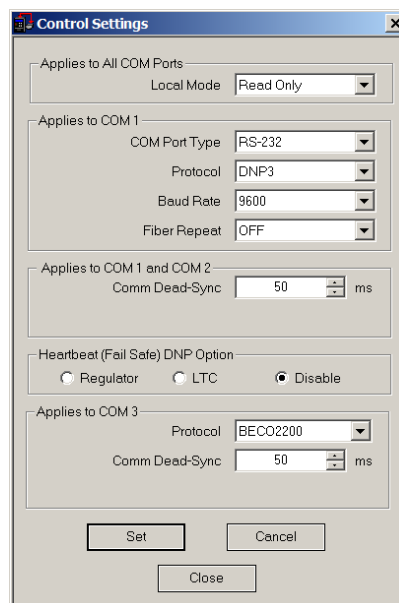 Control Settings
Applies to All COM Ports
Local Mode Read Only
Applies to COM 1
COM Port Type RS-232
Protocol DNP3
Baud Rate 9600
Fiber Repeat OFF
Applies to COM 1 and COM 2
Comm Dead-Sync 50 ms
Heartbeat (Fail Safe) DNP Option
Regulator LTC Disable
Applies to COM 3
Protocol BECO2200
Comm Dead-Sync 50 ms
Set Cancel
Close